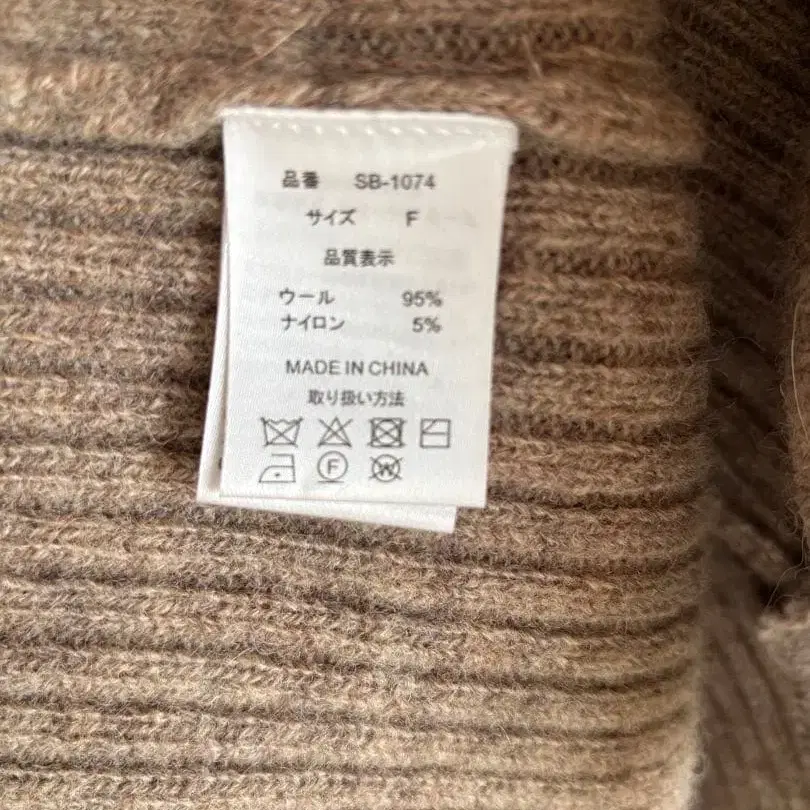 品番 SB-1074
サイズ F
品質表示
ウール 95%
ナイロン 5%
MADE IN CHINA
取り扱い方法
F W